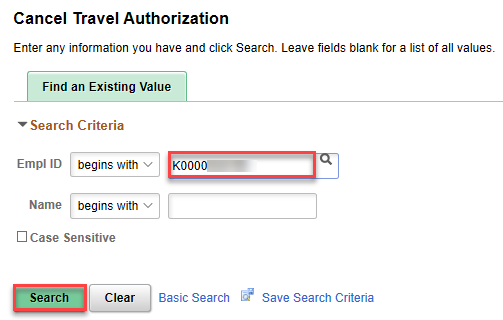 Cancel Travel Authorization
Enter any information you have and click Search. Leave fields blank for a list of all values.
Find an Existing Value
Search Criteria
Empl ID begins with K0000
Name begins with
Case Sensitive
Search Clear Basic Search Save Search Criteria